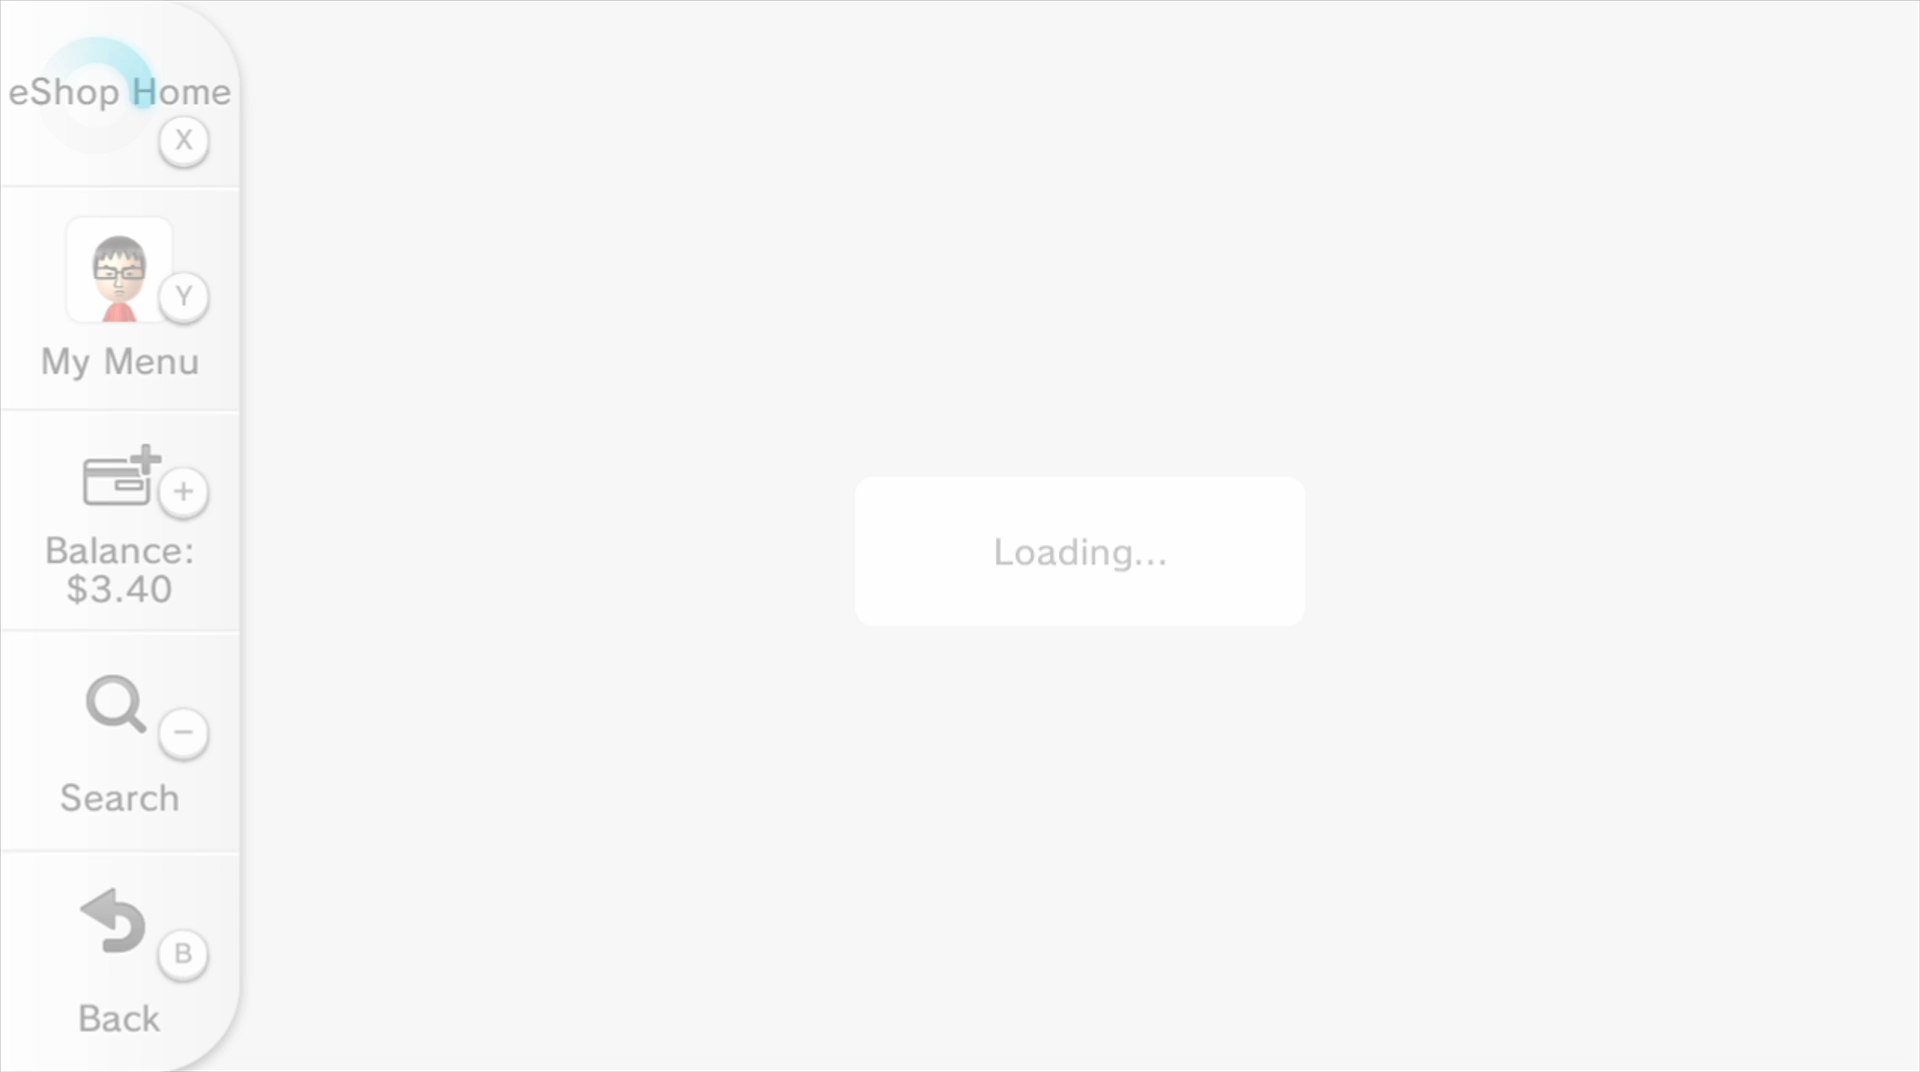 eShop Home
X
Y
My Menu
+
Balance:
$3.40
−
Search
B
Back
Loading...